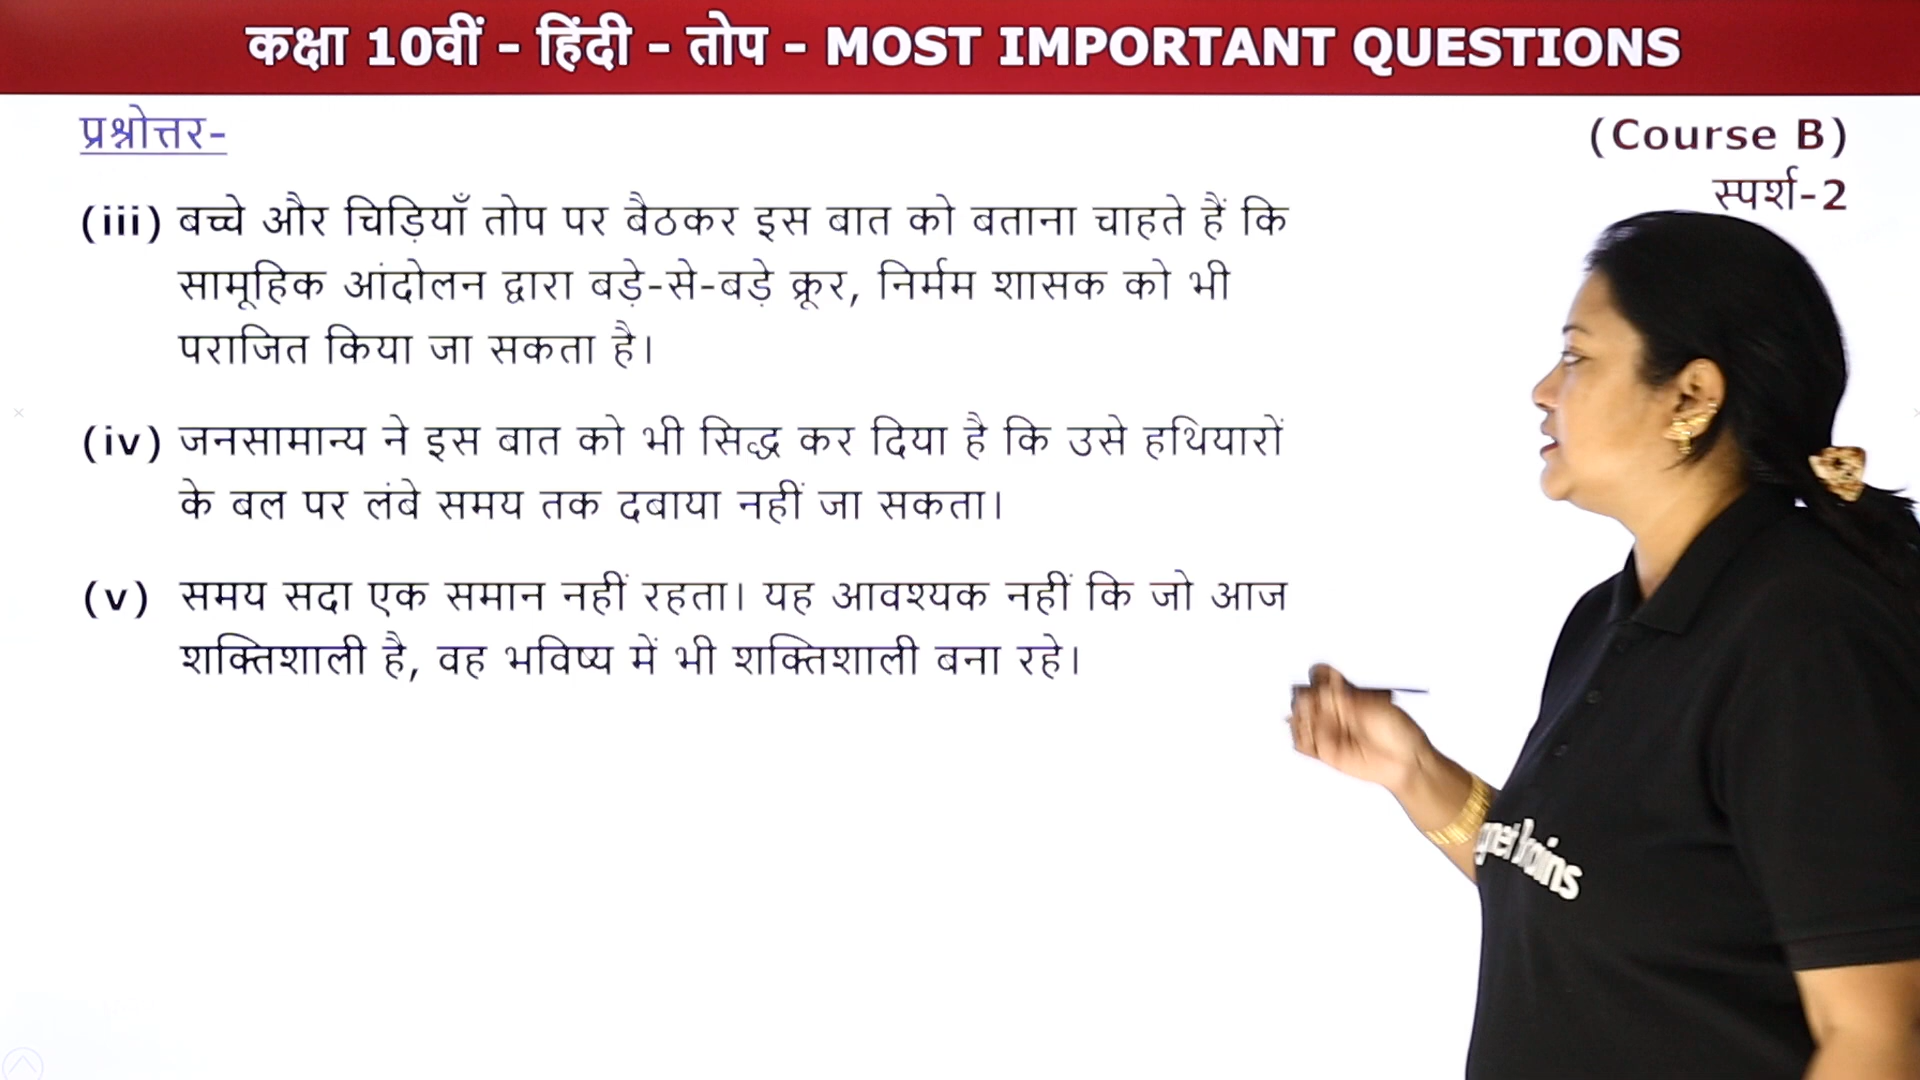 कक्षा 10वीं – हिंदी – तोप – MOST IMPORTANT QUESTIONS
प्रश्नोत्तर-
(Course B)
स्पर्श-2
(iii) बच्चे और चिड़ियाँ तोप पर बैठकर इस बात को बताना चाहते हैं कि
सामूहिक आंदोलन द्वारा बड़े-से-बड़े क्रूर, निर्मम शासक को भी
पराजित किया जा सकता है।
(iv) जनसामान्य ने इस बात को भी सिद्ध कर दिया है कि उसे हथियारों
के बल पर लंबे समय तक दबाया नहीं जा सकता।
(v) समय सदा एक समान नहीं रहता। यह आवश्यक नहीं कि जो आज
शक्तिशाली है, वह भविष्य में भी शक्तिशाली बना रहे।